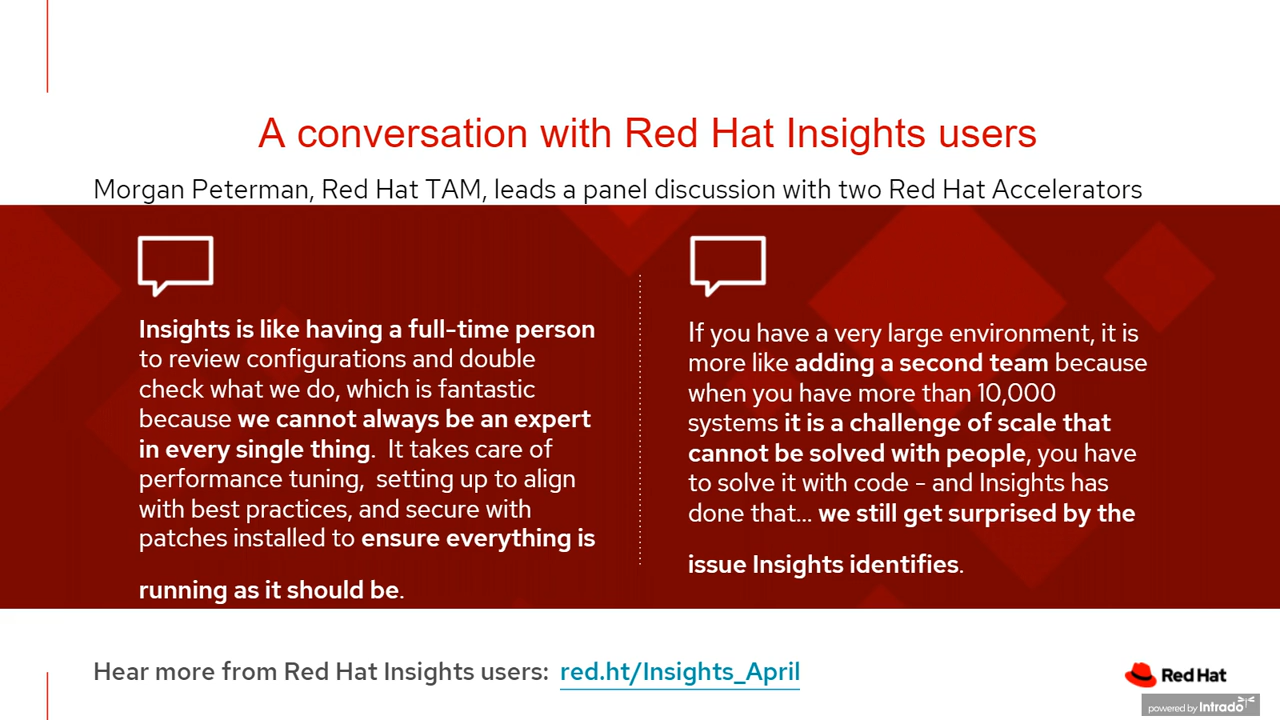 A conversation with Red Hat Insights users
Morgan Peterman, Red Hat TAM, leads a panel discussion with two Red Hat Accelerators
Insights is like having a full-time person
to review configurations and double
check what we do, which is fantastic
because we cannot always be an expert
in every single thing.  It takes care of
performance tuning,  setting up to align
with best practices, and secure with
patches installed to ensure everything is
running as it should be.
If you have a very large environment, it is
more like adding a second team because
when you have more than 10,000
systems it is a challenge of scale that
cannot be solved with people, you have
to solve it with code – and Insights has
done that... we still get surprised by the
issue Insights identifies.
Hear more from Red Hat Insights users:  red.ht/Insights_April
Red Hat
powered by Intrado